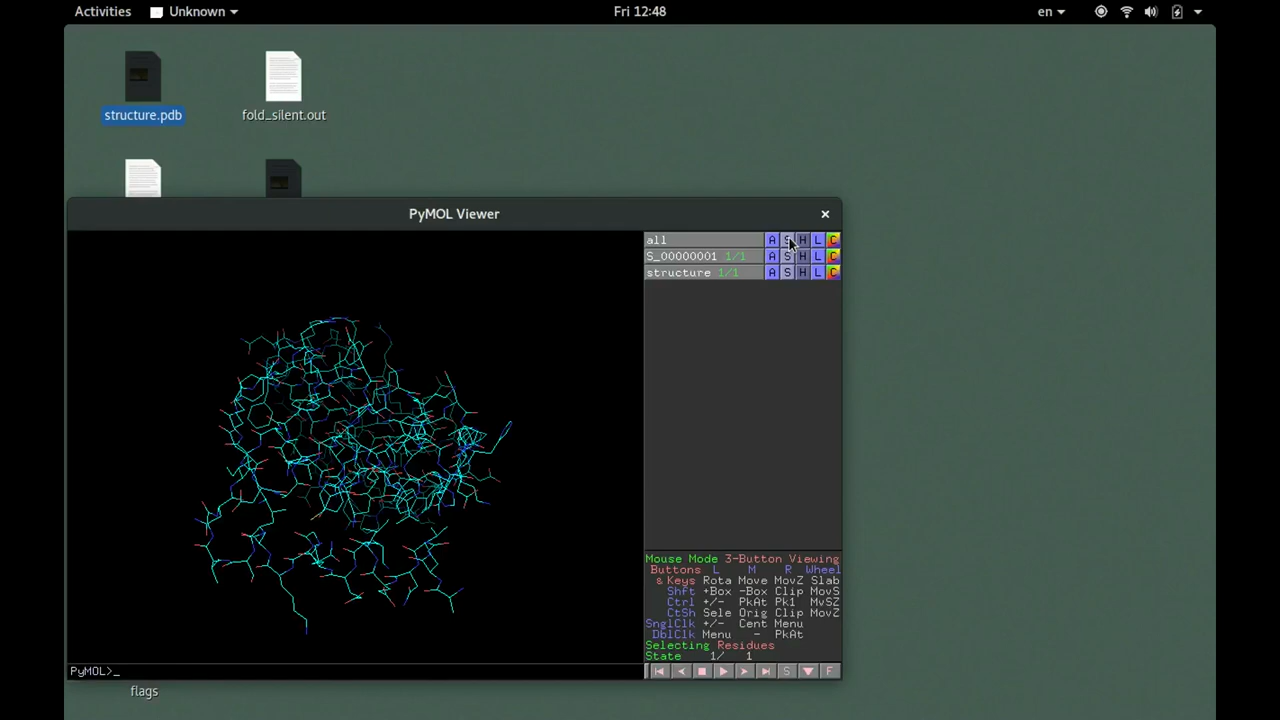 Activities Unknown Fri 12:48 en
structure.pdb fold_silent.out
PyMOL Viewer ×
all A S H L C
S_00000001 1/1 A S H L C
structure 1/1 A S H L C
Mouse Mode 3-Button Viewing
Buttons L M R Wheel
& Keys Rota Move MovZ Slab
Shft +Box -Box Clip MovS
Ctrl +/- PkAt Pk1 MvSZ
CtSh Sele Orig Clip MovZ
SnglClk +/- Cent Menu
DblClk Menu - PkAt
Selecting Residues
State 1/ 1
PyMOL>_ S F
flags